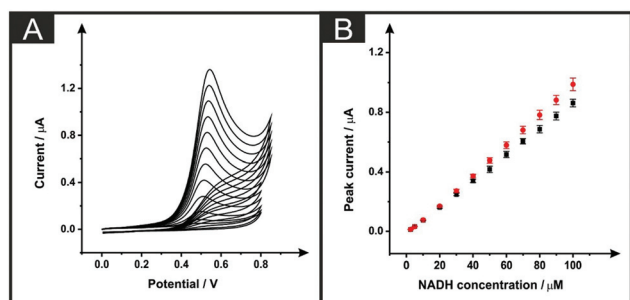 A
Current / μA
1.2
0.8
0.4
0.0
0.0 0.2 0.4 0.6 0.8
Potential / V
B
Peak current / μA
1.2
0.8
0.4
0.0
0 20 40 60 80 100
NADH concentration / μM